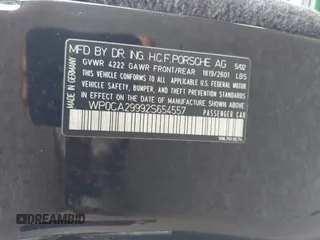 MFD BY DR. ING. H.C.F. PORSCHE AG 5/02
GVWR 4222 GAWR FRONT/REAR 1819/2601 LBS
THIS VEHICLE CONFORMS TO ALL APPLICABLE U.S. FEDERAL MOTOR
VEHICLE SAFETY, BUMPER, AND THEFT PREVENTION STANDARDS
IN EFFECT ON THE DATE OF MANUFACTURE SHOWN ABOVE.
WP0CA29992S654557
PASSENGER CAR
MADE IN GERMANY
DREAMBID